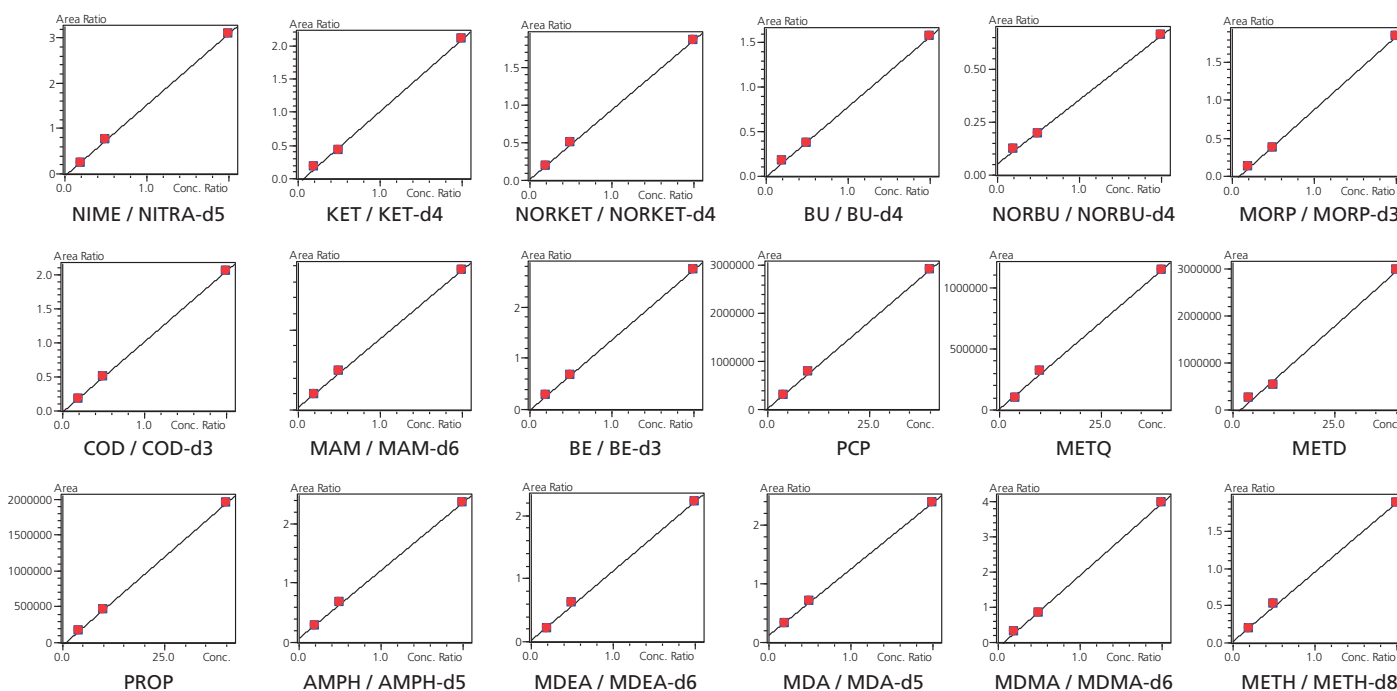 Area Ratio
3
2
1
0
0.0 1.0 Conc. Ratio
NIME / NITRA-d5
Area Ratio
2.0
1.5
1.0
0.5
0.0
0.0 1.0 Conc. Ratio
KET / KET-d4
Area Ratio
1.5
1.0
0.5
0.0
0.0 1.0 Conc. Ratio
NORKET / NORKET-d4
Area Ratio
1.5
1.0
0.5
0.0
0.0 1.0 Conc. Ratio
BU / BU-d4
Area Ratio
0.50
0.25
0.00
0.0 1.0 Conc. Ratio
NORBU / NORBU-d4
Area Ratio
1.5
1.0
0.5
0.0
0.0 1.0 Conc. Ratio
MORP / MORP-d3
Area Ratio
2.0
1.5
1.0
0.5
0.0
0.0 1.0 Conc. Ratio
COD / COD-d3
Area Ratio
0.0 1.0 Conc. Ratio
MAM / MAM-d6
Area Ratio
2
1
0
0.0 1.0 Conc. Ratio
BE / BE-d3
Area
3000000
2000000
1000000
0
0.0 25.0 Conc.
PCP
Area
1000000
500000
0
0.0 25.0 Conc.
METQ
Area
3000000
2000000
1000000
0
0.0 25.0 Conc
METD
Area
2000000
1500000
1000000
500000
0
0.0 25.0 Conc.
PROP
Area Ratio
2
1
0
0.0 1.0 Conc. Ratio
AMPH / AMPH-d5
Area Ratio
2
1
0
0.0 1.0 Conc. Ratio
MDEA / MDEA-d6
Area Ratio
2
1
0
0.0 1.0 Conc. Ratio
MDA / MDA-d5
Area Ratio
4
3
2
1
0
0.0 1.0 Conc. Ratio
MDMA / MDMA-d6
Area Ratio
1.5
1.0
0.5
0.0
0.0 1.0 Conc. Ratio
METH / METH-d8